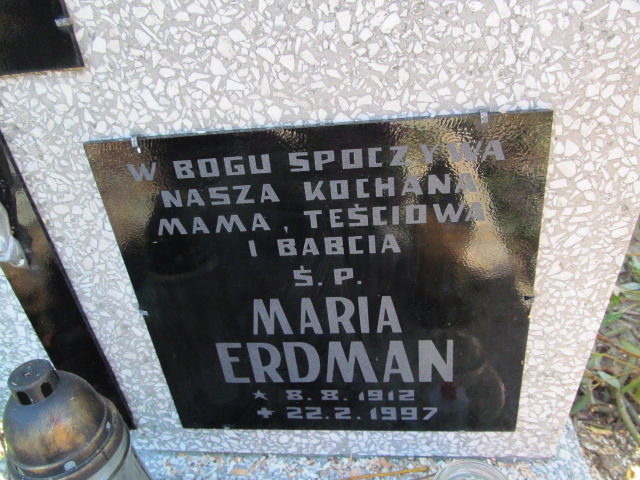 W BOGU SPOCZYWA
NASZA KOCHANA
MAMA, TEŚCIOWA
I BABCIA
Ś. P.
MARIA
ERDMAN
* 8. 8. 1912
+ 22. 2. 1997